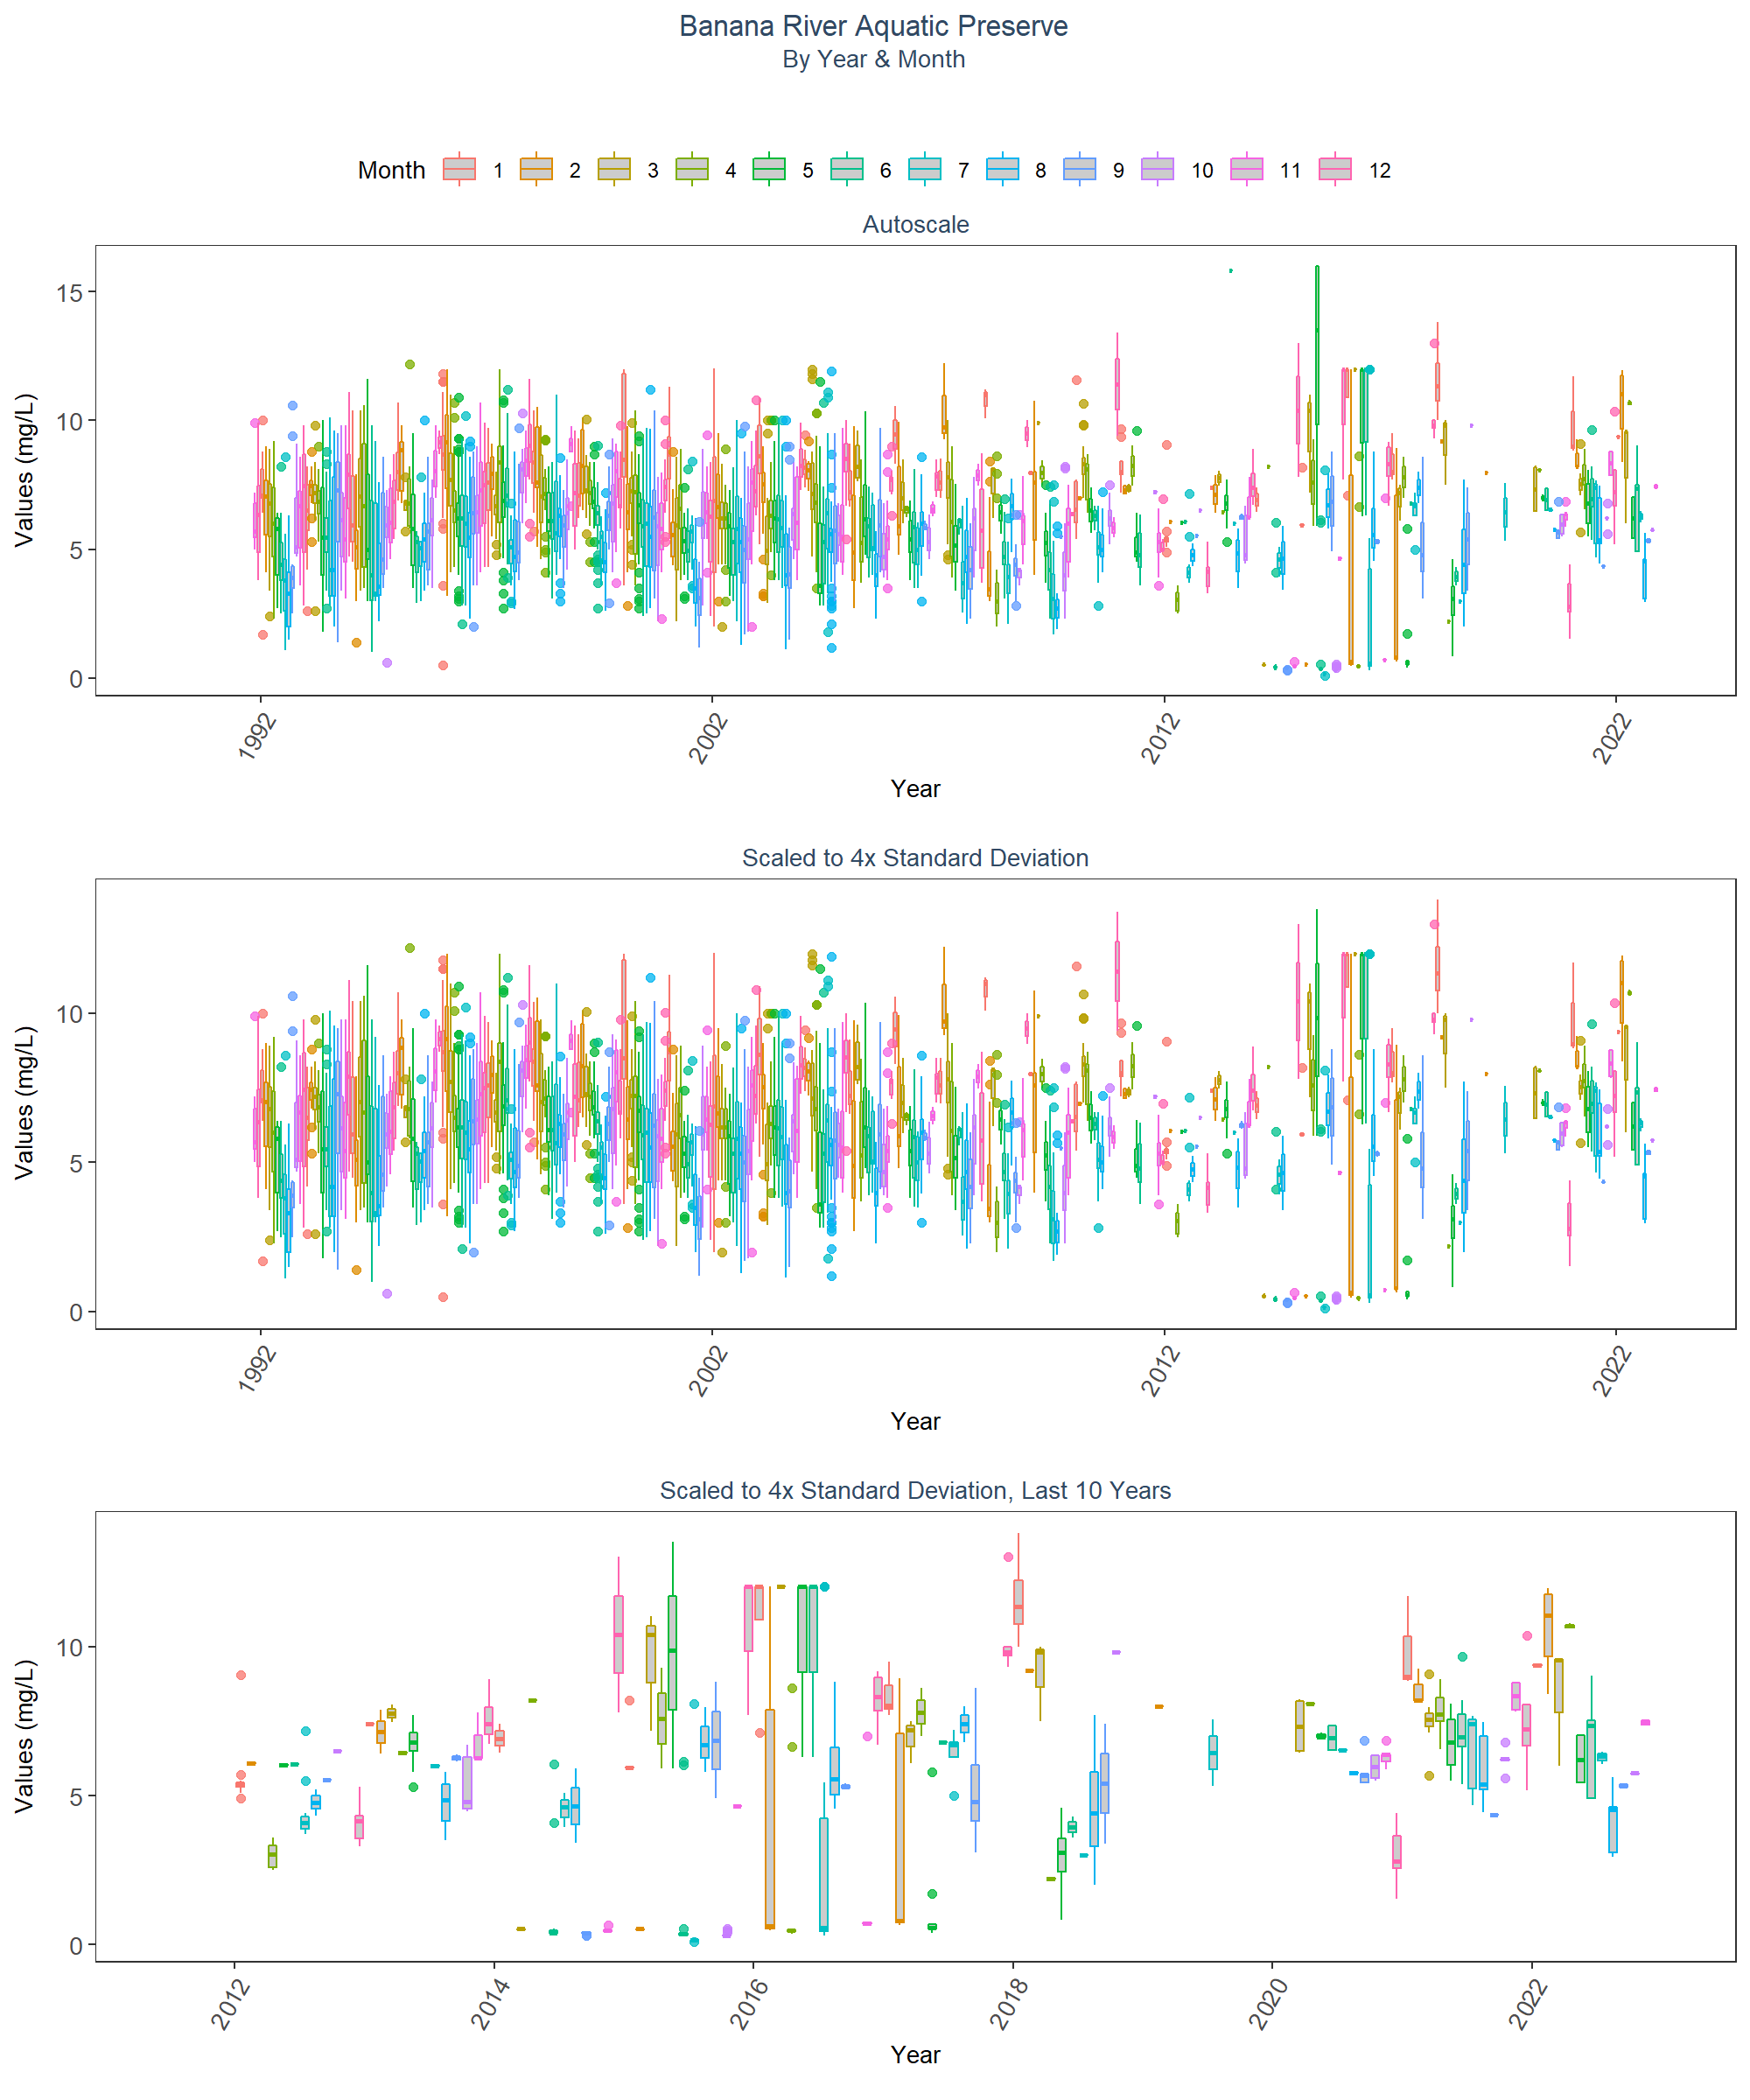 Banana River Aquatic Preserve
By Year & Month
Month 1 2 3 4 5 6 7 8 9 10 11 12
Autoscale
Values (mg/L)
15
10
5
0
1992 2002 2012 2022
Year
Scaled to 4x Standard Deviation
Values (mg/L)
10
5
0
1992 2002 2012 2022
Year
Scaled to 4x Standard Deviation, Last 10 Years
Values (mg/L)
10
5
0
2012 2014 2016 2018 2020 2022
Year